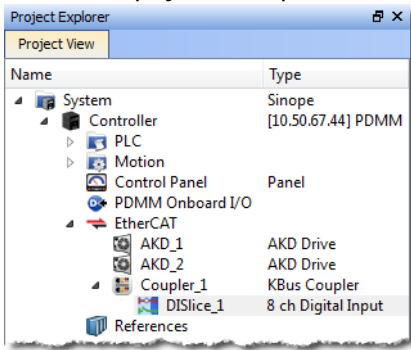 Project Explorer
Project View
Name Type
System Sinope
Controller [10.50.67.44] PDMM
PLC
Motion
Control Panel Panel
PDMM Onboard I/O
EtherCAT
AKD_1 AKD Drive
AKD_2 AKD Drive
Coupler_1 KBus Coupler
DISlice_1 8 ch Digital Input
References